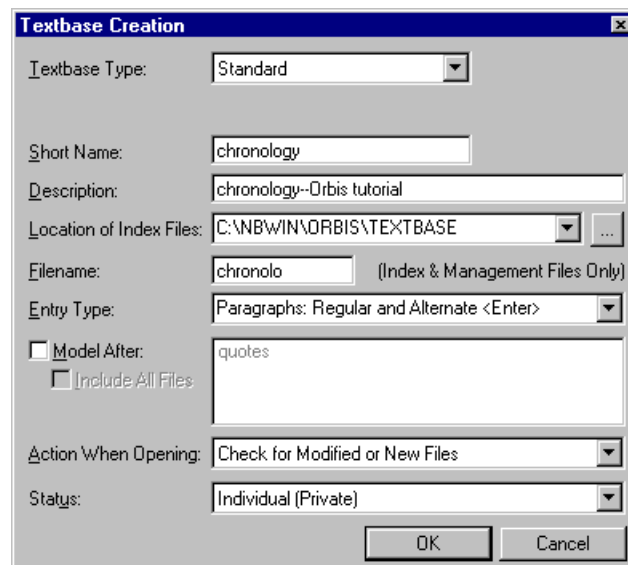 Textbase Creation
Textbase Type: Standard
Short Name: chronology
Description: chronology--Orbis tutorial
Location of Index Files: C:\NBWIN\ORBIS\TEXTBASE ...
Filename: chronolo (Index & Management Files Only)
Entry Type: Paragraphs: Regular and Alternate <Enter>
Model After: quotes
Include All Files
Action When Opening: Check for Modified or New Files
Status: Individual (Private)
OK Cancel